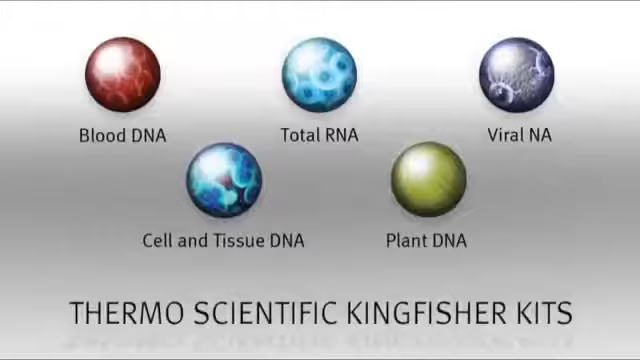 Blood DNA
Total RNA
Viral NA
Cell and Tissue DNA
Plant DNA
THERMO SCIENTIFIC KINGFISHER KITS